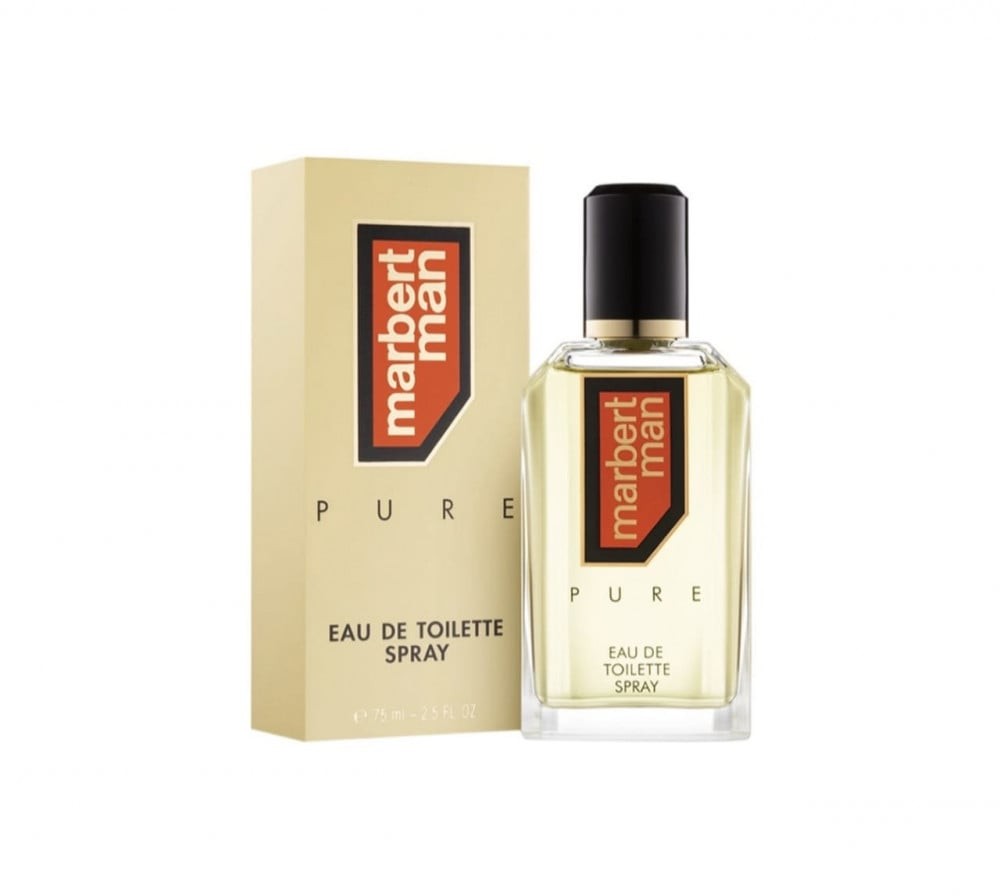 marbert
man
PURE
EAU DE TOILETTE
SPRAY
℮ 75 ml – 2.5 FL OZ
marbert
man
PURE
EAU DE
TOILETTE
SPRAY